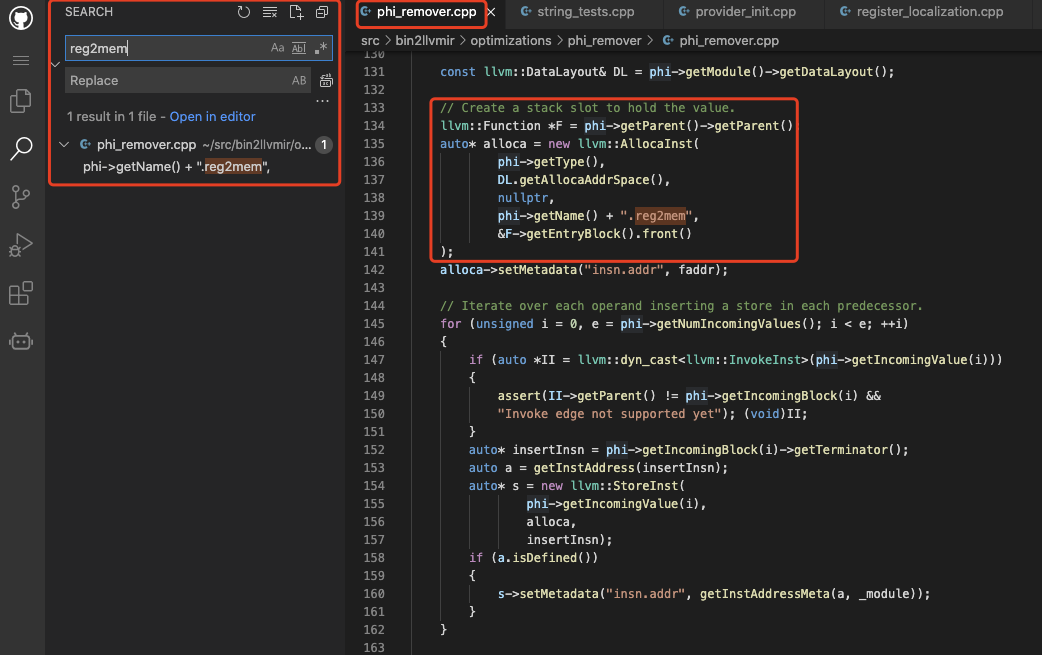 SEARCH
reg2mem
Aa
Abl
.*
Replace
AB
...
1 result in 1 file - Open in editor
phi_remover.cpp ~/src/bin2llvmir/o... 1
phi->getName() + ".reg2mem",
phi_remover.cpp
string_tests.cpp
provider_init.cpp
register_localization.cpp
src > bin2llvmir > optimizations > phi_remover > phi_remover.cpp
130
131 const llvm::DataLayout& DL = phi->getModule()->getDataLayout();
132
133 // Create a stack slot to hold the value.
134 llvm::Function *F = phi->getParent()->getParent()
135 auto* alloca = new llvm::AllocaInst(
136 phi->getType(),
137 DL.getAllocaAddrSpace(),
138 nullptr,
139 phi->getName() + ".reg2mem",
140 &F->getEntryBlock().front()
141 );
142 alloca->setMetadata("insn.addr", faddr);
143
144 // Iterate over each operand inserting a store in each predecessor.
145 for (unsigned i = 0, e = phi->getNumIncomingValues(); i < e; ++i)
146 {
147 if (auto *II = llvm::dyn_cast<llvm::InvokeInst>(phi->getIncomingValue(i)))
148 {
149 assert(II->getParent() != phi->getIncomingBlock(i) &&
150 "Invoke edge not supported yet"); (void)II;
151 }
152 auto* insertInsn = phi->getIncomingBlock(i)->getTerminator();
153 auto a = getInstAddress(insertInsn);
154 auto* s = new llvm::StoreInst(
155 phi->getIncomingValue(i),
156 alloca,
157 insertInsn);
158 if (a.isDefined())
159 {
160 s->setMetadata("insn.addr", getInstAddressMeta(a, _module));
161 }
162 }
163